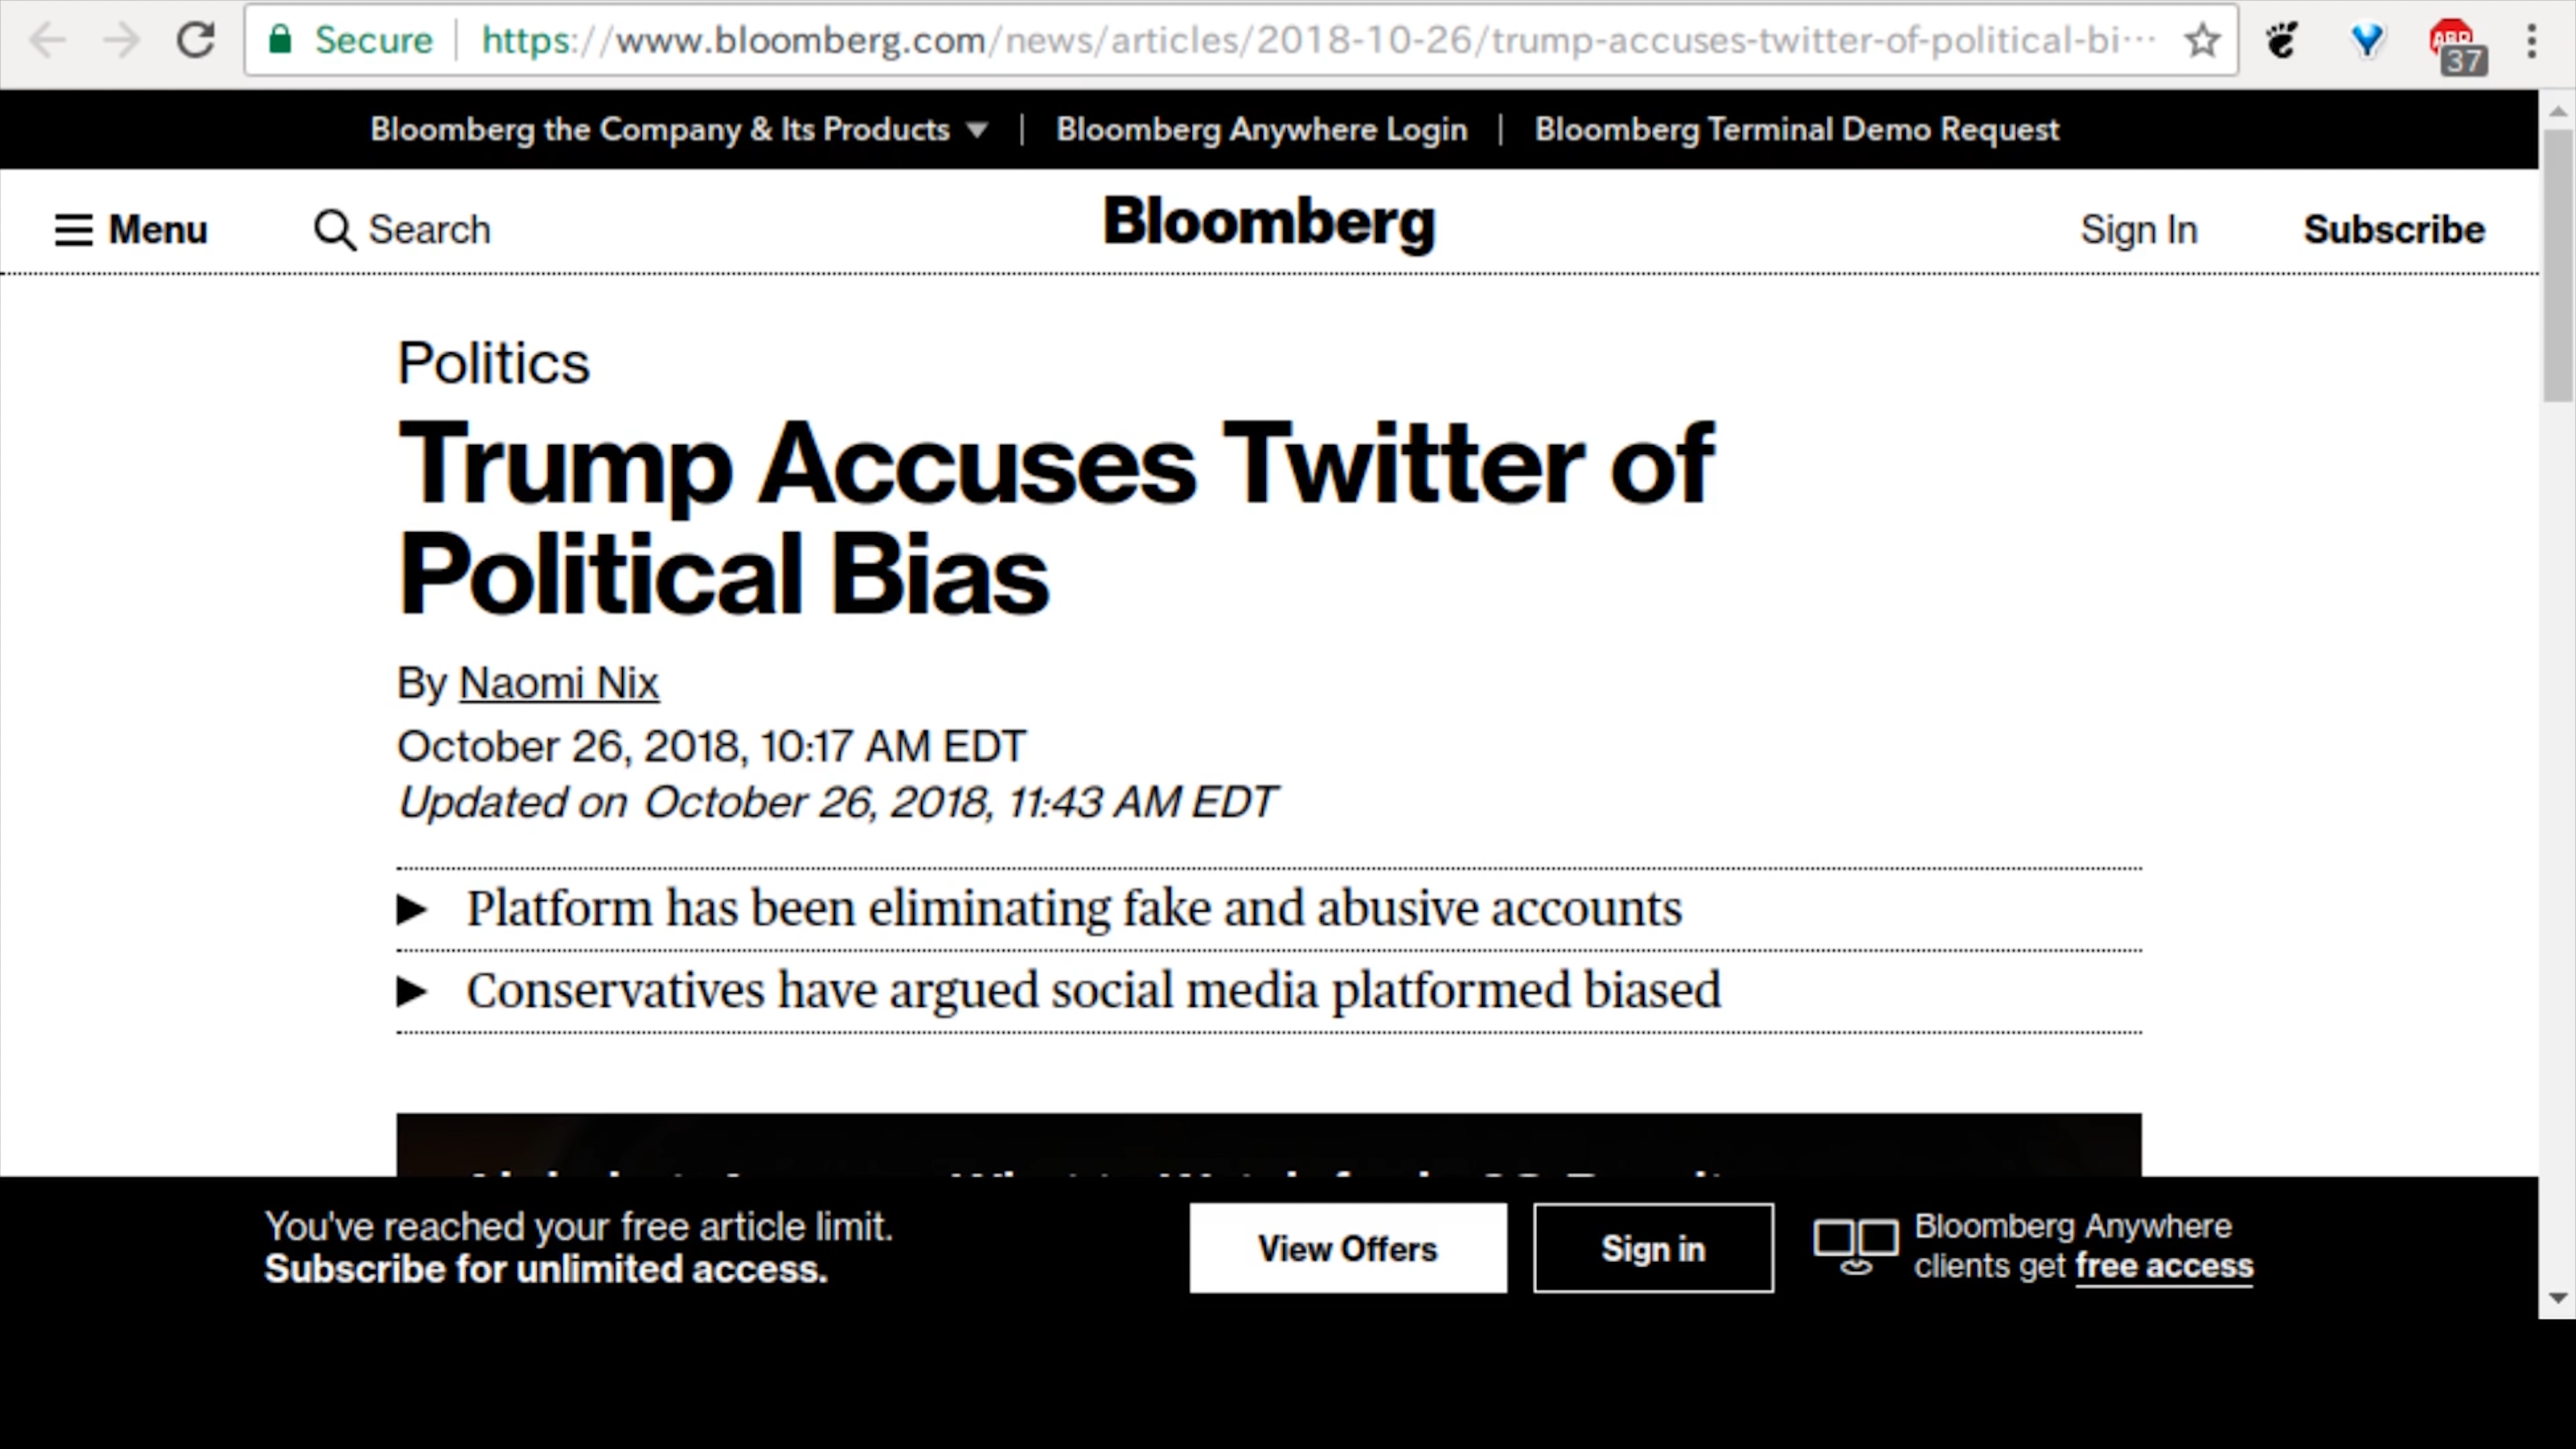 Secure https://www.bloomberg.com/news/articles/2018-10-26/trump-accuses-twitter-of-political-bi…
ABP
37
Bloomberg the Company & Its Products | Bloomberg Anywhere Login | Bloomberg Terminal Demo Request
Menu Search Bloomberg Sign In Subscribe
Politics
Trump Accuses Twitter of
Political Bias
By Naomi Nix
October 26, 2018, 10:17 AM EDT
Updated on October 26, 2018, 11:43 AM EDT
Platform has been eliminating fake and abusive accounts
Conservatives have argued social media platformed biased
You've reached your free article limit.
Subscribe for unlimited access.
View Offers
Sign in
Bloomberg Anywhere
clients get free access